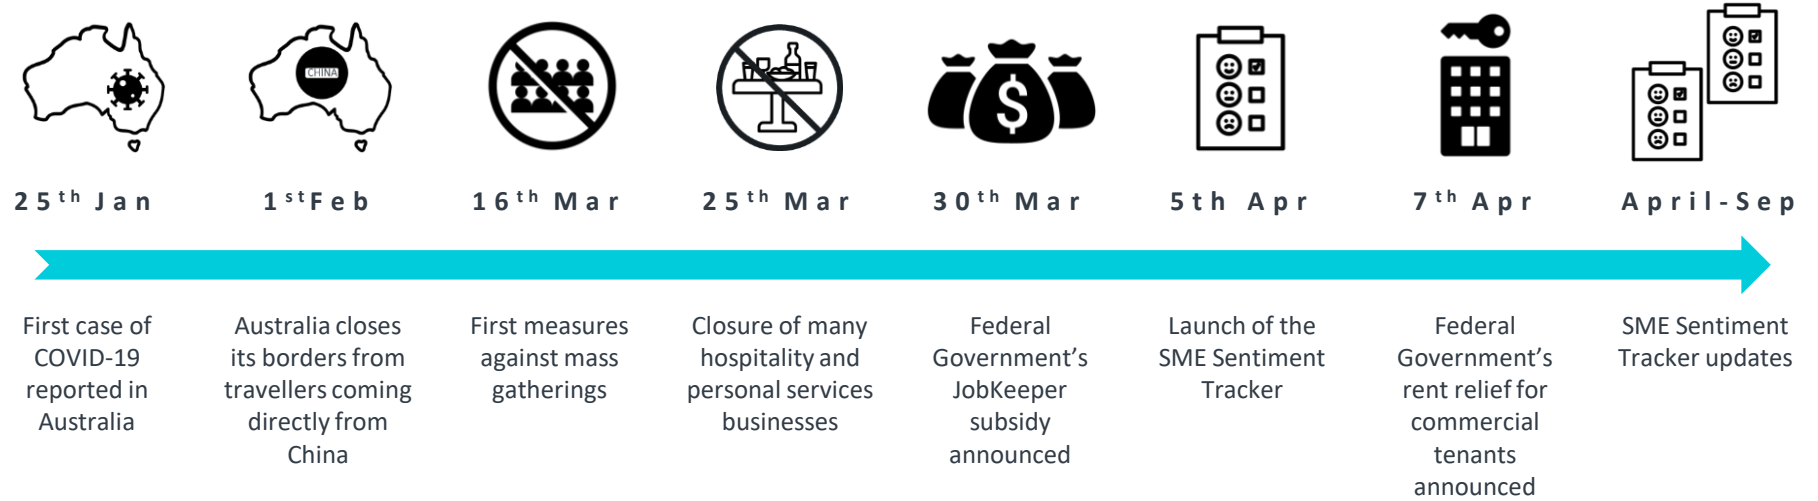 CHINA
25th Jan
1stFeb
16th Mar
25th Mar
30th Mar
5th Apr
7th Apr
April-Sep
First case of
COVID-19
reported in
Australia
Australia closes
its borders from
travellers coming
directly from
China
First measures
against mass
gatherings
Closure of many
hospitality and
personal services
businesses
Federal
Government’s
JobKeeper
subsidy
announced
Launch of the
SME Sentiment
Tracker
Federal
Government’s
rent relief for
commercial
tenants
announced
SME Sentiment
Tracker updates